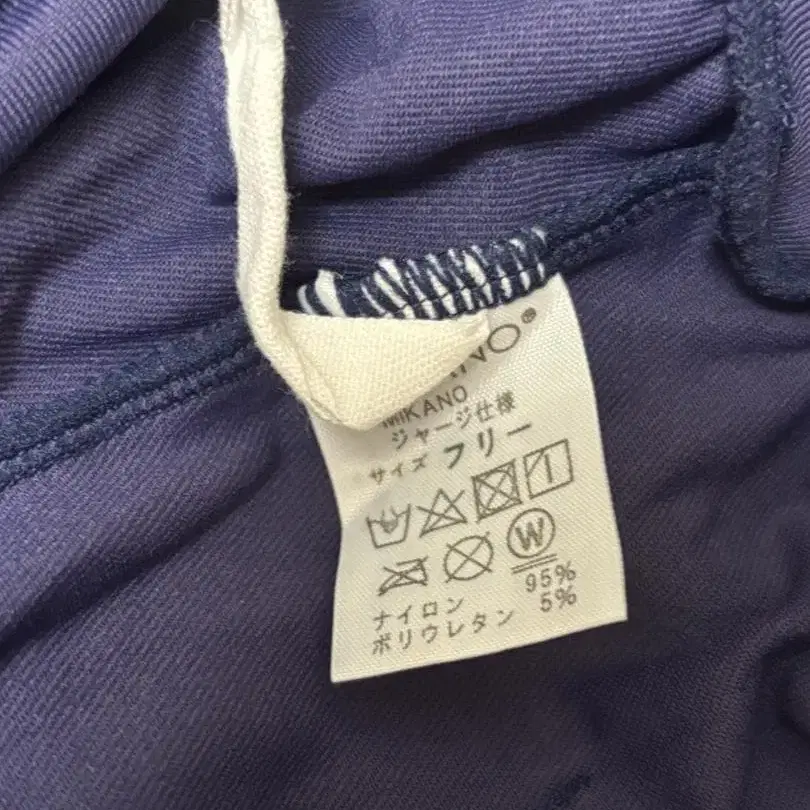 MIKANO
ジャージ仕様
サイズ フリー
W
ナイロン 95%
ポリウレタン 5%